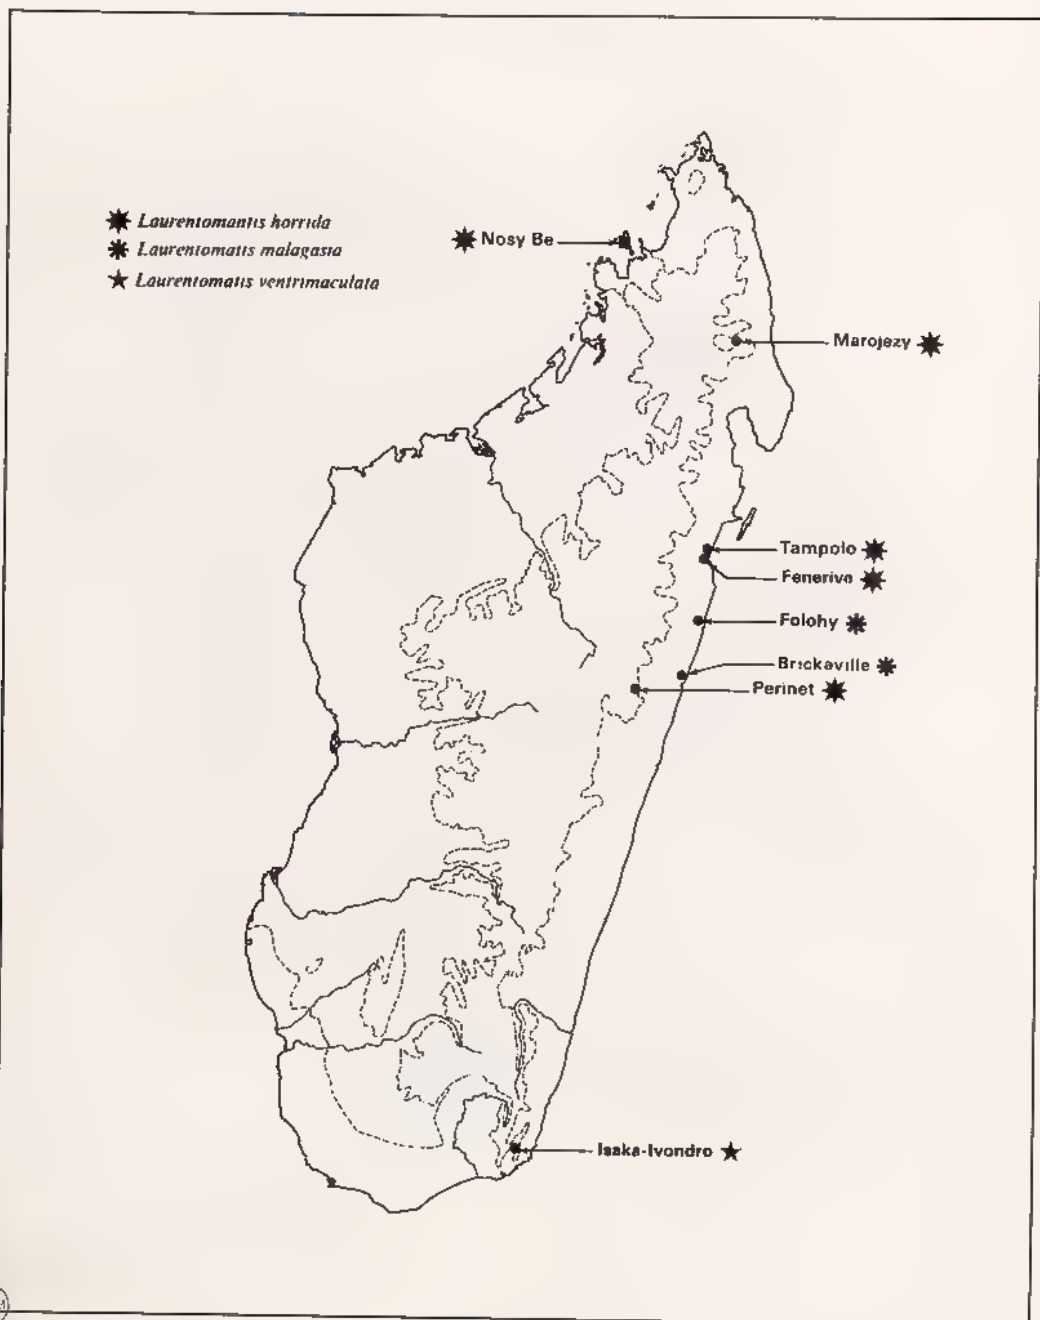 Laurentomantis horrida
Laurentomatis malagasia
Laurentomatis ventrimaculata
Nosy Be
Marojezy
Tampolo
Fenerive
Folohy
Brickaville
Perinet
Isaka-Ivondro